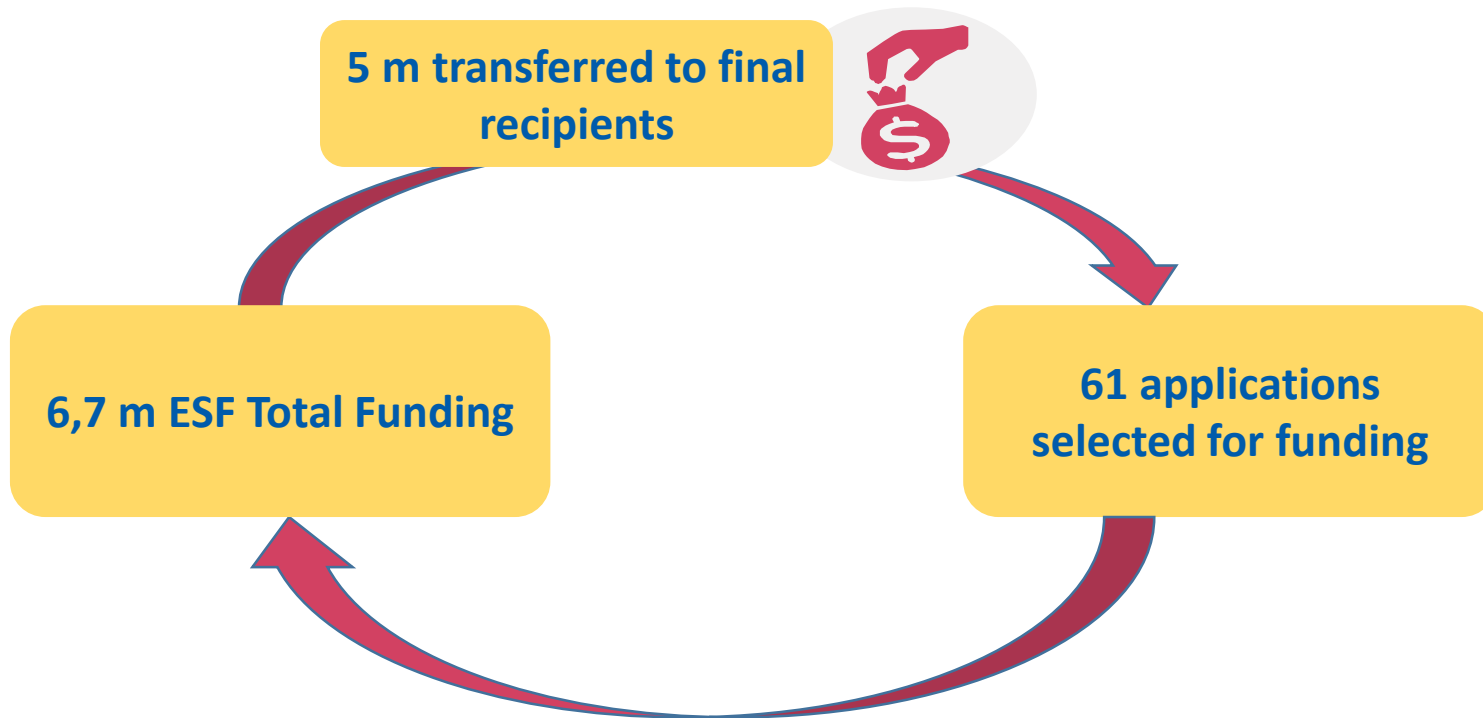 5 m transferred to final
recipients
6,7 m ESF Total Funding
61 applications
selected for funding
$